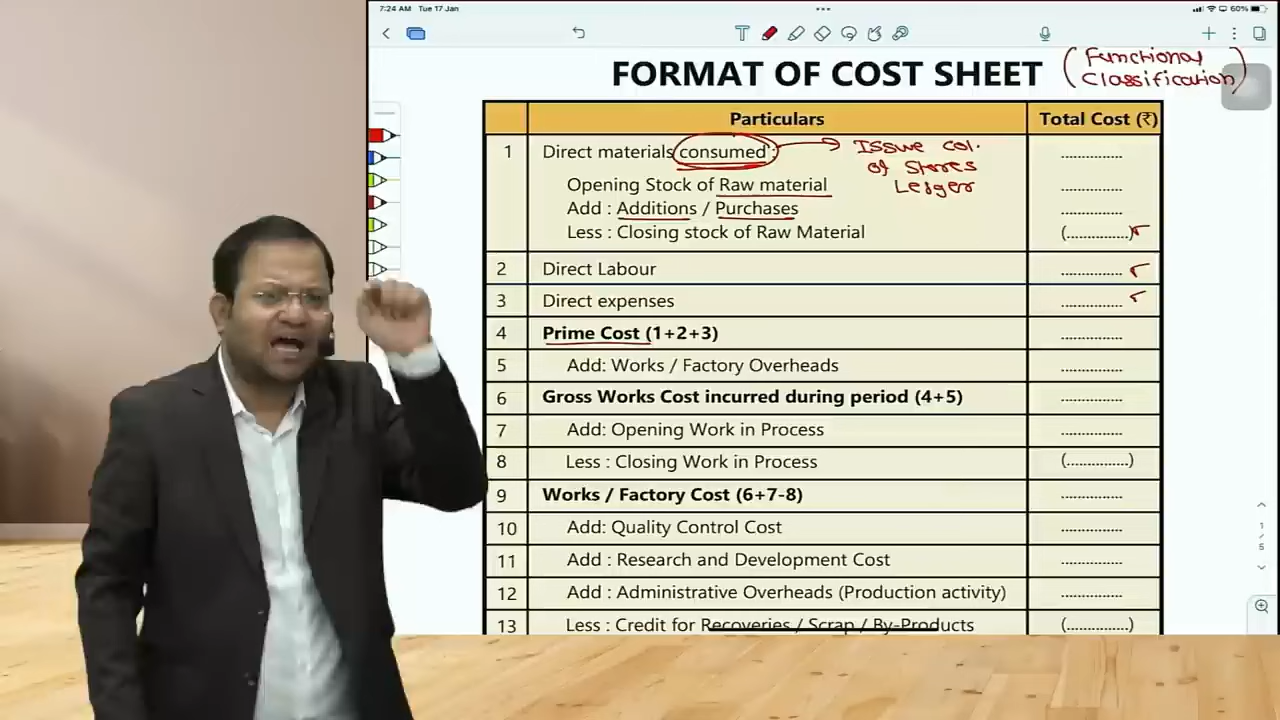 7:24 AM Tue 17 Jan
60%
FORMAT OF COST SHEET
(Functional
Classification)
Particulars
Total Cost (₹)
1 Direct materials consumed : → Issue col. ..............
of Stores
Ledger
Opening Stock of Raw material ..............
Add : Additions / Purchases ..............
Less : Closing stock of Raw Material (..............)
2 Direct Labour ..............
3 Direct expenses ..............
4 Prime Cost (1+2+3) ..............
5 Add: Works / Factory Overheads ..............
6 Gross Works Cost incurred during period (4+5) ..............
7 Add: Opening Work in Process ..............
8 Less : Closing Work in Process (..............)
9 Works / Factory Cost (6+7-8) ..............
10 Add: Quality Control Cost ..............
11 Add : Research and Development Cost ..............
12 Add : Administrative Overheads (Production activity) ..............
13 Less : Credit for Recoveries / Scrap / By-Products (..............)
1
/
5